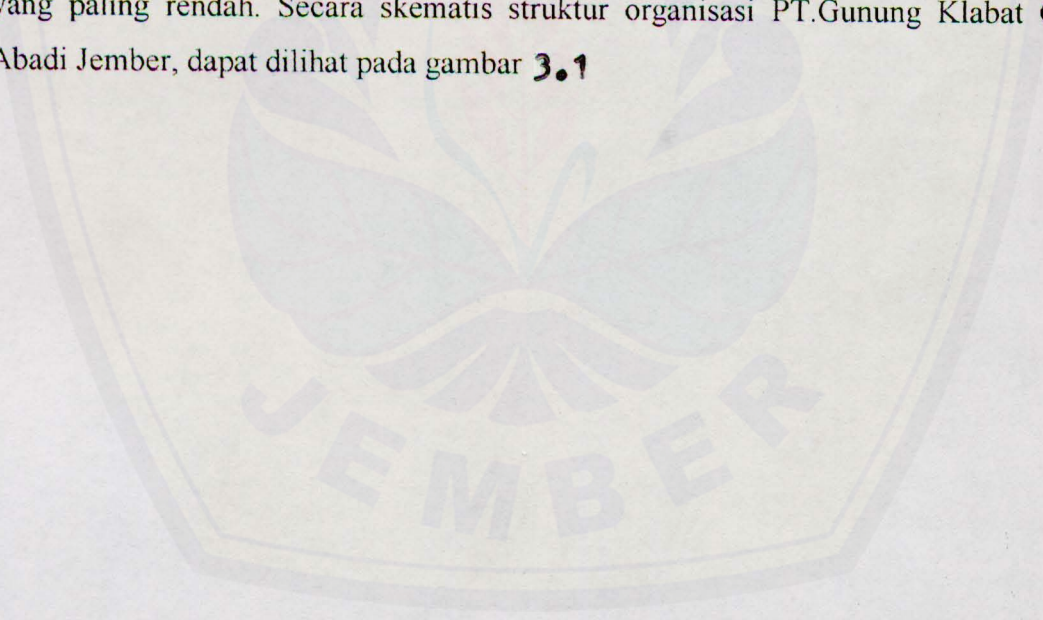 yang paling rendah. Secara skematis struktur organisasi PT.Gunung Klabat
Abadi Jember, dapat dilihat pada gambar 3.1
JEMBER